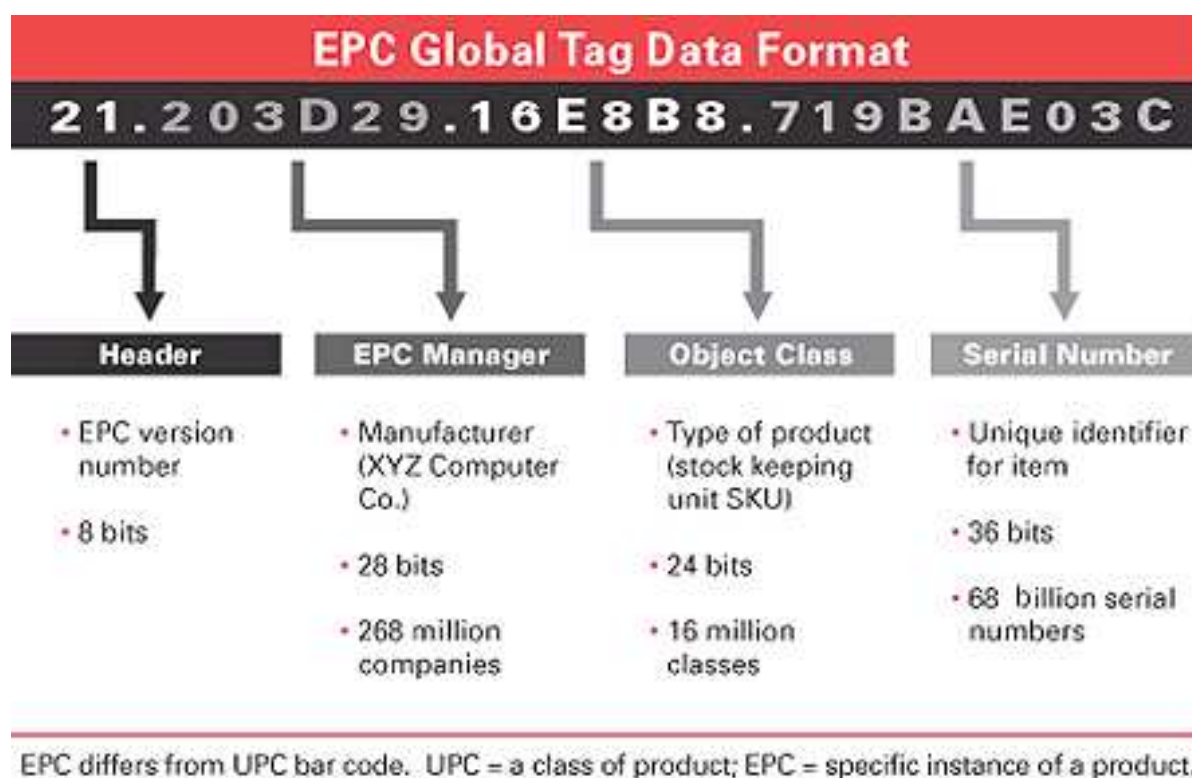 EPC Global Tag Data Format
21.203D29.16E8B8.719BAE03C
Header
• EPC version
number
• 8 bits
EPC Manager
• Manufacturer
(XYZ Computer
Co.)
• 28 bits
• 268 million
companies
Object Class
• Type of product
(stock keeping
unit SKU)
• 24 bits
• 16 million
classes
Serial Number
• Unique identifier
for item
• 36 bits
• 68 billion serial
numbers
EPC differs from UPC bar code. UPC = a class of product; EPC = specific instance of a product.